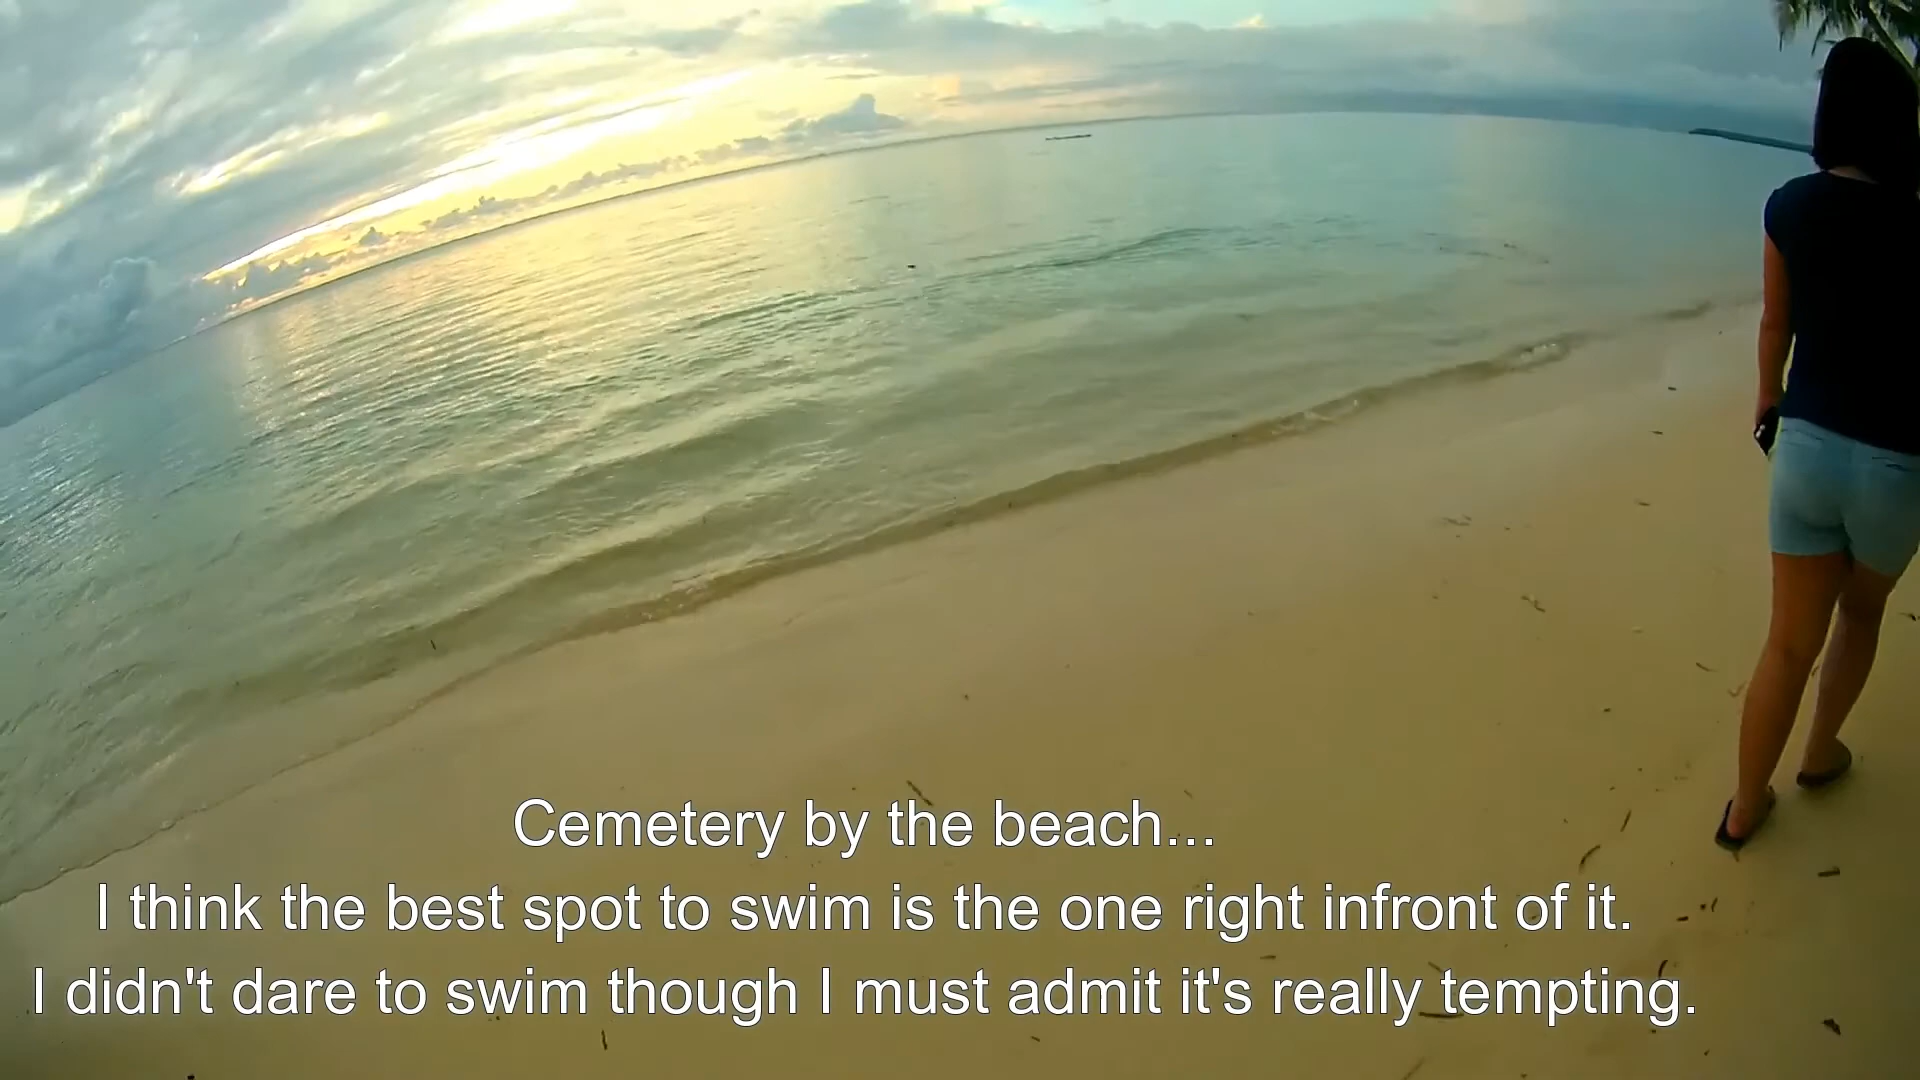 Cemetery by the beach...
I think the best spot to swim is the one right infront of it.
I didn't dare to swim though I must admit it's really tempting.